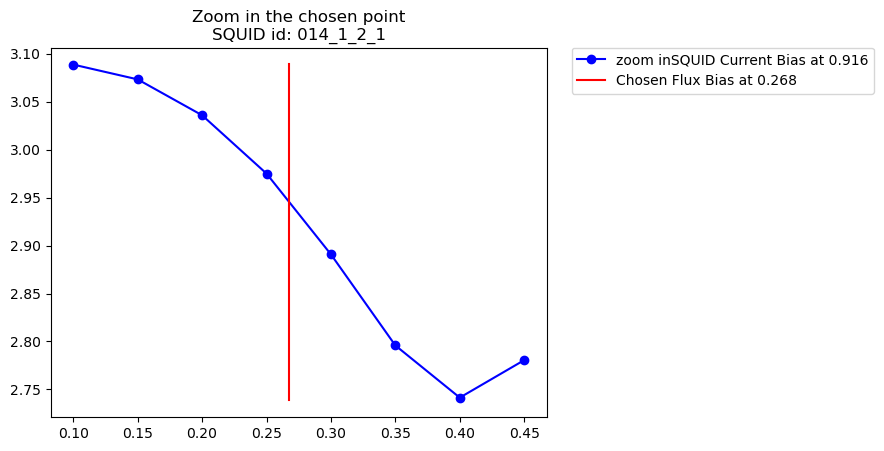 Zoom in the chosen point
SQUID id: 014_1_2_1
zoom inSQUID Current Bias at 0.916
Chosen Flux Bias at 0.268
3.10
3.05
3.00
2.95
2.90
2.85
2.80
2.75
0.10 0.15 0.20 0.25 0.30 0.35 0.40 0.45